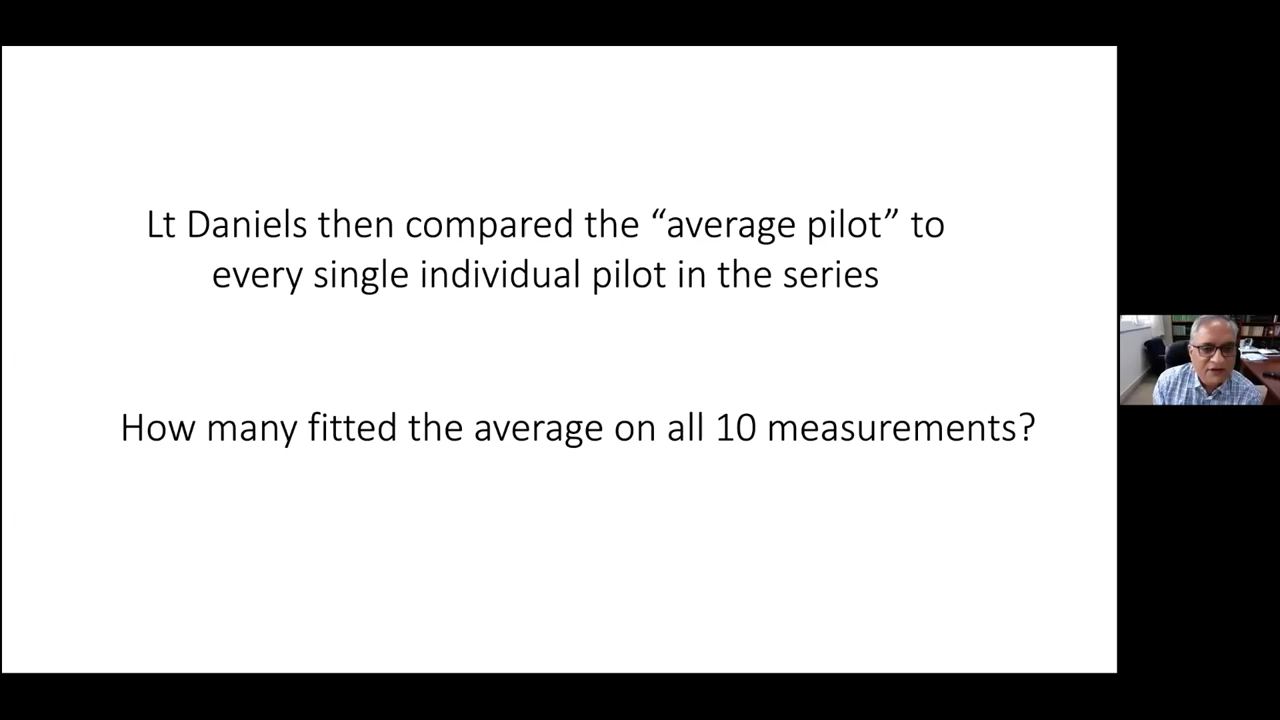 Lt Daniels then compared the “average pilot” to
every single individual pilot in the series
How many fitted the average on all 10 measurements?